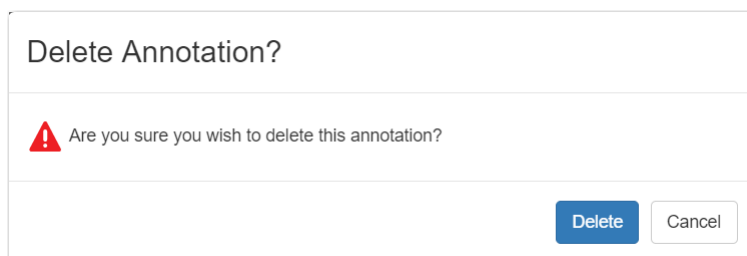 Delete Annotation?
Are you sure you wish to delete this annotation?
Delete Cancel